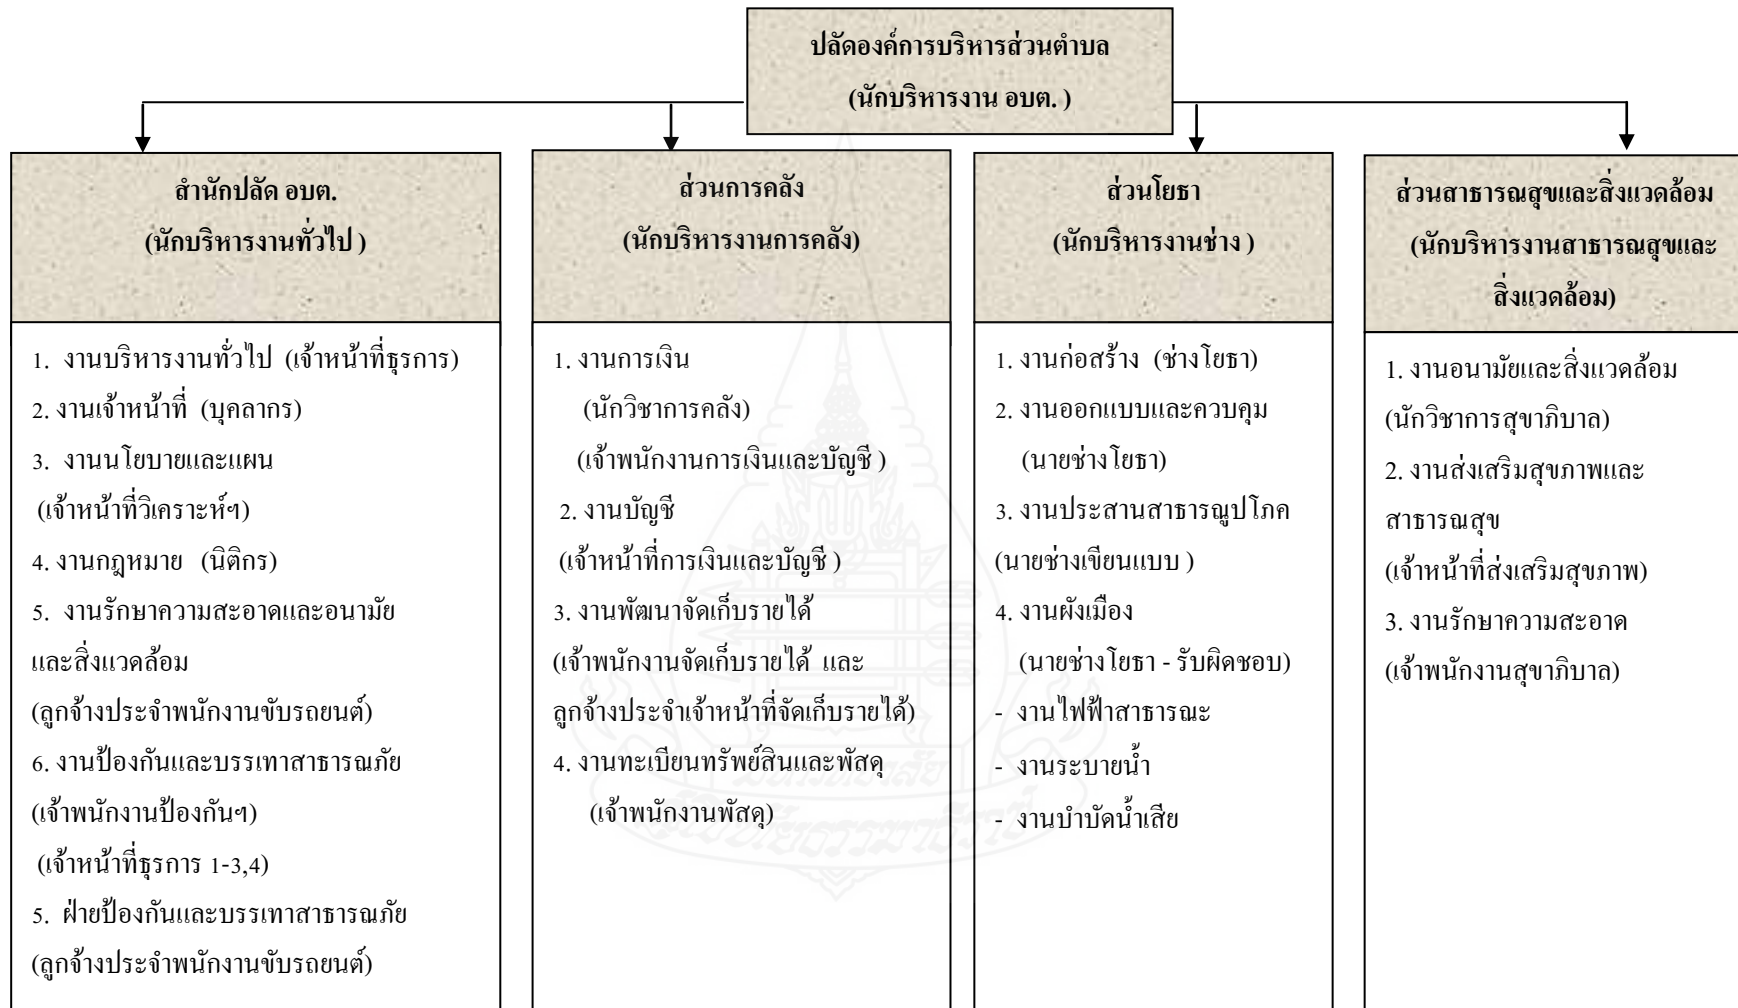 ปลัดองค์การบริหารส่วนตำบล
(นักบริหารงาน อบต. )
สำนักปลัด อบต.
(นักบริหารงานทั่วไป )
1. งานบริหารงานทั่วไป (เจ้าหน้าที่ธุรการ)
2. งานเจ้าหน้าที่ (บุคลากร)
3. งานนโยบายและแผน
(เจ้าหน้าที่วิเคราะห์ฯ)
4. งานกฎหมาย (นิติกร)
5. งานรักษาความสะอาดและอนามัย
และสิ่งแวดล้อม
(ลูกจ้างประจำพนักงานขับรถยนต์)
6. งานป้องกันและบรรเทาสาธารณภัย
(เจ้าพนักงานป้องกันฯ)
(เจ้าหน้าที่ธุรการ 1-3,4)
5. ฝ่ายป้องกันและบรรเทาสาธารณภัย
(ลูกจ้างประจำพนักงานขับรถยนต์)
ส่วนการคลัง
(นักบริหารงานการคลัง)
1. งานการเงิน
(นักวิชาการคลัง)
(เจ้าพนักงานการเงินและบัญชี )
2. งานบัญชี
(เจ้าหน้าที่การเงินและบัญชี )
3. งานพัฒนาจัดเก็บรายได้
(เจ้าพนักงานจัดเก็บรายได้ และ
ลูกจ้างประจำเจ้าหน้าที่จัดเก็บรายได้)
4. งานทะเบียนทรัพย์สินและพัสดุ
(เจ้าพนักงานพัสดุ)
ส่วนโยธา
(นักบริหารงานช่าง )
1. งานก่อสร้าง (ช่างโยธา)
2. งานออกแบบและควบคุม
(นายช่างโยธา)
3. งานประสานสาธารณูปโภค
(นายช่างเขียนแบบ )
4. งานผังเมือง
(นายช่างโยธา - รับผิดชอบ)
- งานไฟฟ้าสาธารณะ
- งานระบายน้ำ
- งานบำบัดน้ำเสีย
ส่วนสาธารณสุขและสิ่งแวดล้อม
(นักบริหารงานสาธารณสุขและ
สิ่งแวดล้อม)
1. งานอนามัยและสิ่งแวดล้อม
(นักวิชาการสุขาภิบาล)
2. งานส่งเสริมสุขภาพและ
สาธารณสุข
(เจ้าหน้าที่ส่งเสริมสุขภาพ)
3. งานรักษาความสะอาด
(เจ้าพนักงานสุขาภิบาล)
มหาวิทยาลัย
สุโขทัยธรรมาธิราช